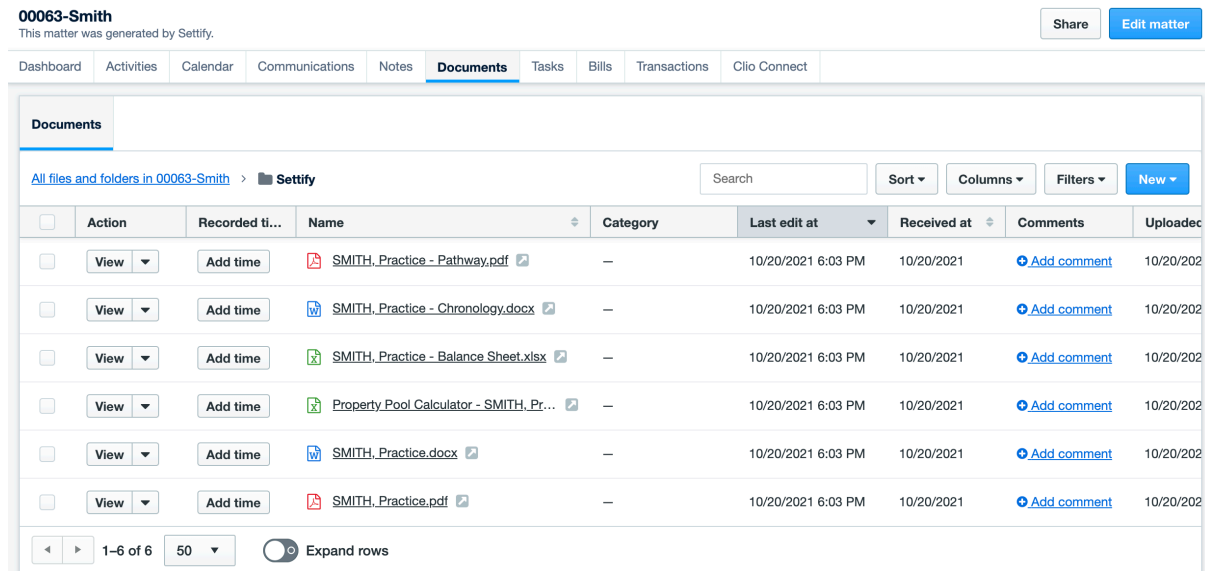 00063-Smith
This matter was generated by Settify.
Share Edit matter
Dashboard Activities Calendar Communications Notes Documents Tasks Bills Transactions Clio Connect
Documents
All files and folders in 00063-Smith > Settify Search Sort Columns Filters New
Action Recorded ti... Name Category Last edit at Received at Comments Uploaded
View Add time SMITH, Practice - Pathway.pdf — 10/20/2021 6:03 PM 10/20/2021 Add comment 10/20/202
View Add time SMITH, Practice - Chronology.docx — 10/20/2021 6:03 PM 10/20/2021 Add comment 10/20/202
View Add time SMITH, Practice - Balance Sheet.xlsx — 10/20/2021 6:03 PM 10/20/2021 Add comment 10/20/202
View Add time Property Pool Calculator - SMITH, Pr... — 10/20/2021 6:03 PM 10/20/2021 Add comment 10/20/202
View Add time SMITH, Practice.docx — 10/20/2021 6:03 PM 10/20/2021 Add comment 10/20/202
View Add time SMITH, Practice.pdf — 10/20/2021 6:03 PM 10/20/2021 Add comment 10/20/202
1–6 of 6 50 Expand rows